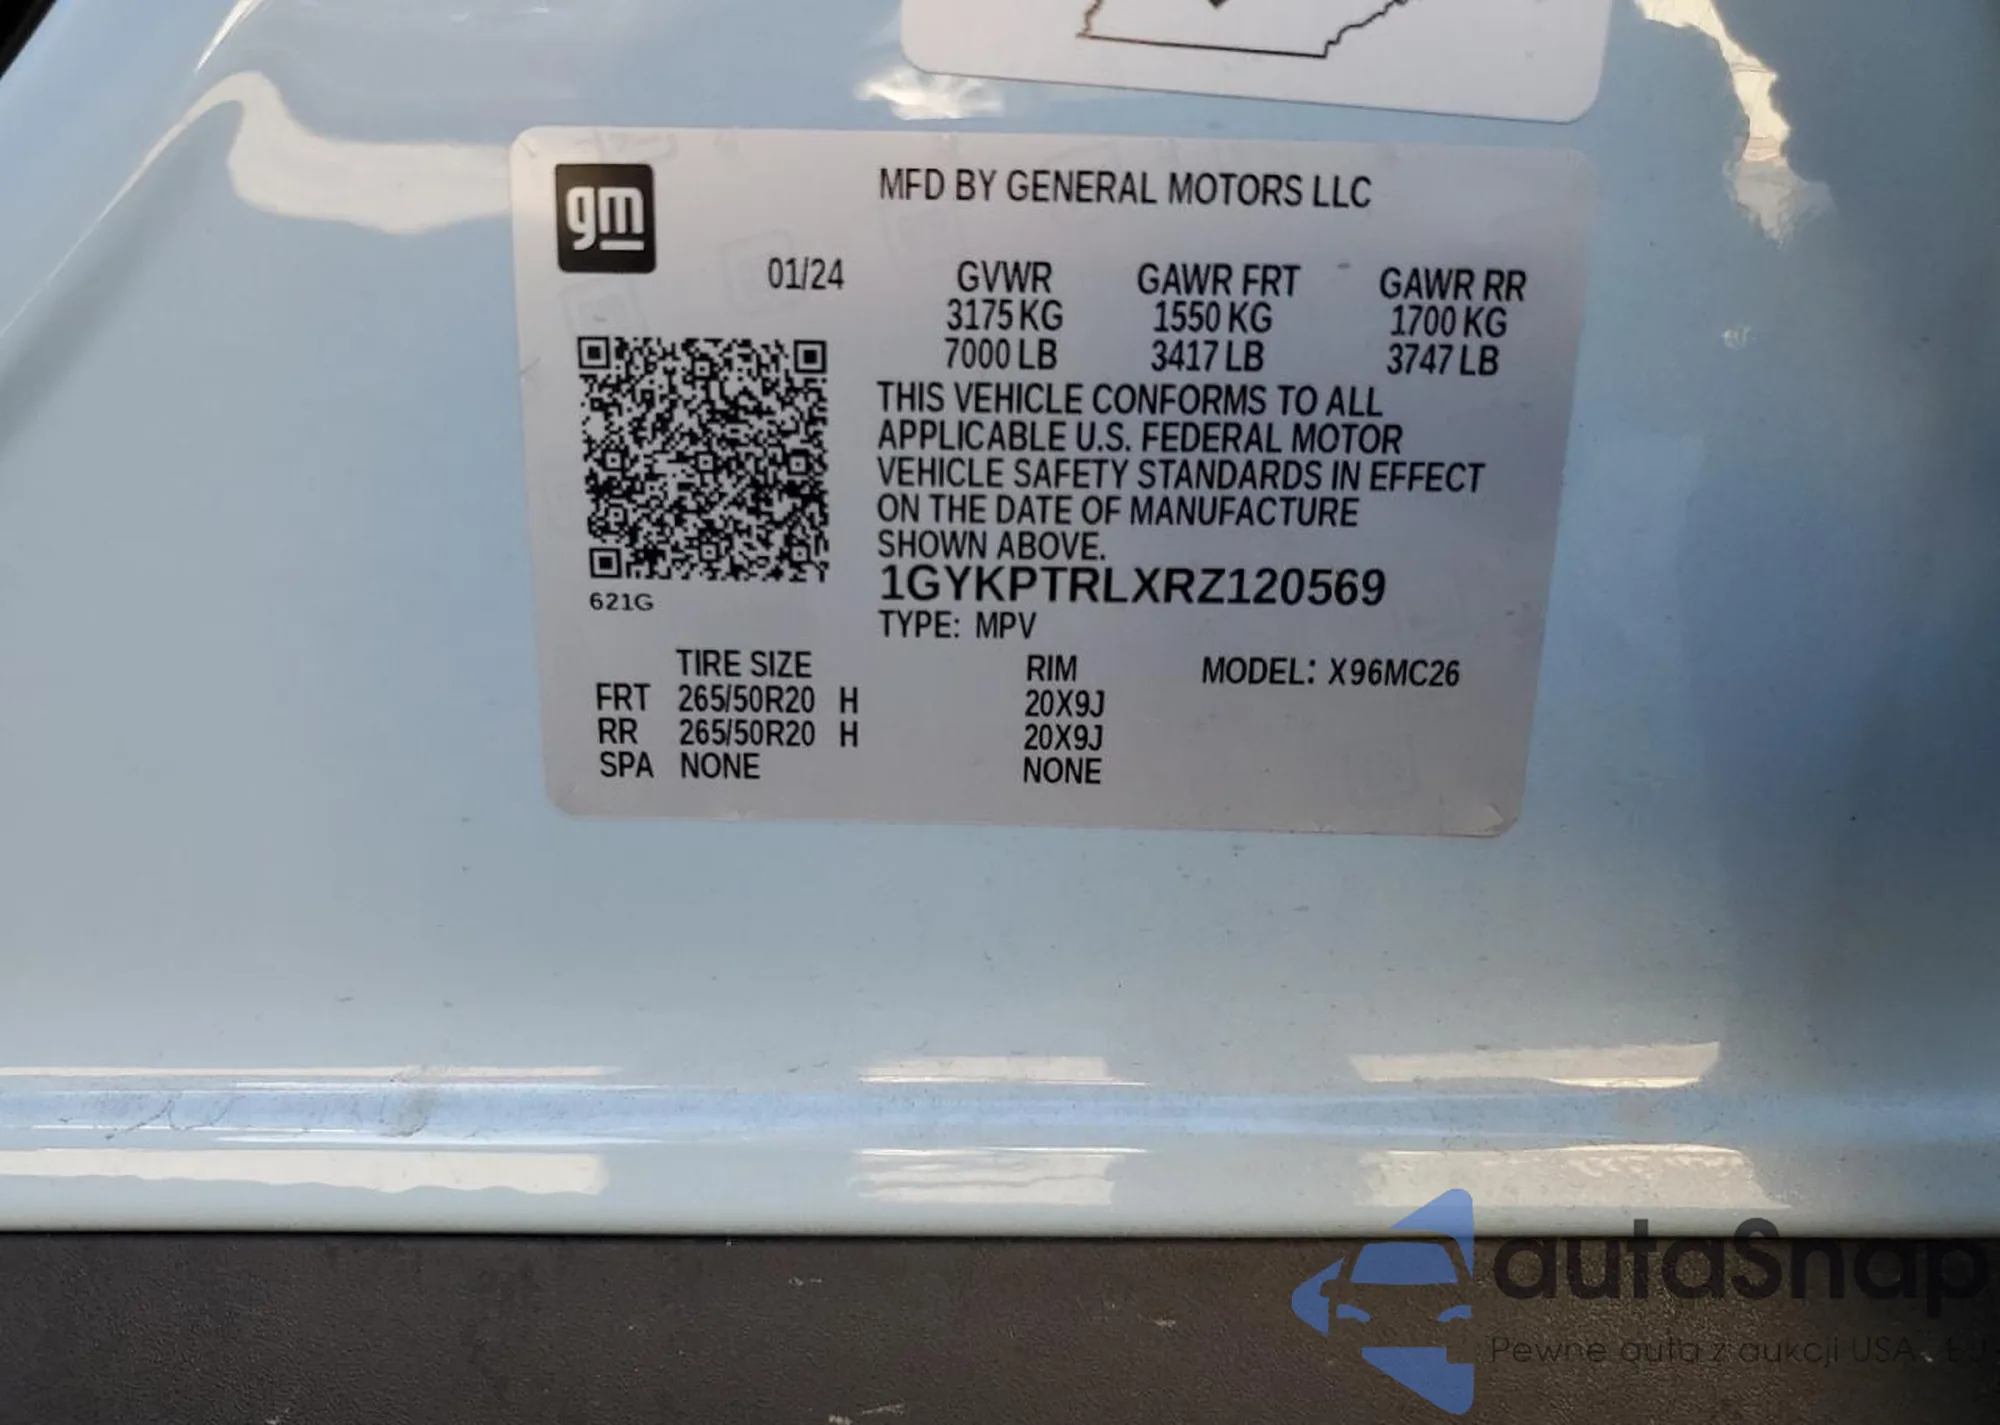 gm
MFD BY GENERAL MOTORS LLC
01/24 GVWR GAWR FRT GAWR RR
3175 KG 1550 KG 1700 KG
7000 LB 3417 LB 3747 LB
THIS VEHICLE CONFORMS TO ALL
APPLICABLE U.S. FEDERAL MOTOR
VEHICLE SAFETY STANDARDS IN EFFECT
ON THE DATE OF MANUFACTURE
SHOWN ABOVE.
1GYKPTRLXRZ120569
621G
TYPE: MPV
TIRE SIZE RIM MODEL: X96MC26
FRT 265/50R20 H 20X9J
RR 265/50R20 H 20X9J
SPA NONE NONE
autaSnap
Pewne auta z aukcji USA